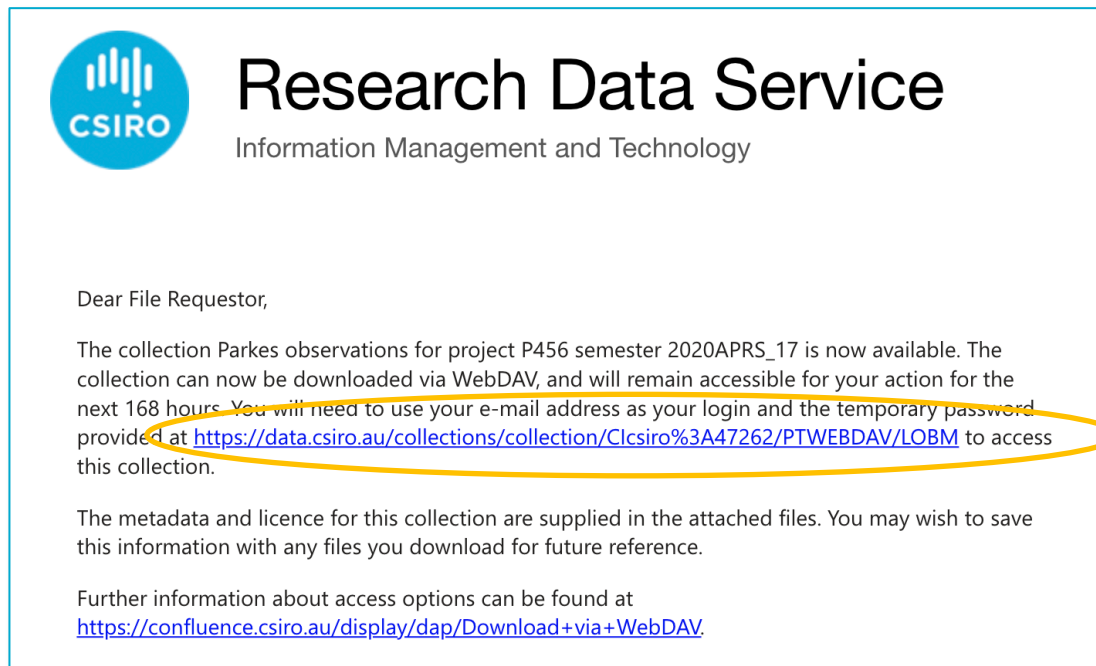 CSIRO
Research Data Service
Information Management and Technology
Dear File Requestor,
The collection Parkes observations for project P456 semester 2020APRS_17 is now available. The
collection can now be downloaded via WebDAV, and will remain accessible for your action for the
next 168 hours. You will need to use your e-mail address as your login and the temporary password
provided at https://data.csiro.au/collections/collection/CIcsiro%3A47262/PTWEBDAV/LOBM to access
this collection.
The metadata and licence for this collection are supplied in the attached files. You may wish to save
this information with any files you download for future reference.
Further information about access options can be found at
https://confluence.csiro.au/display/dap/Download+via+WebDAV.